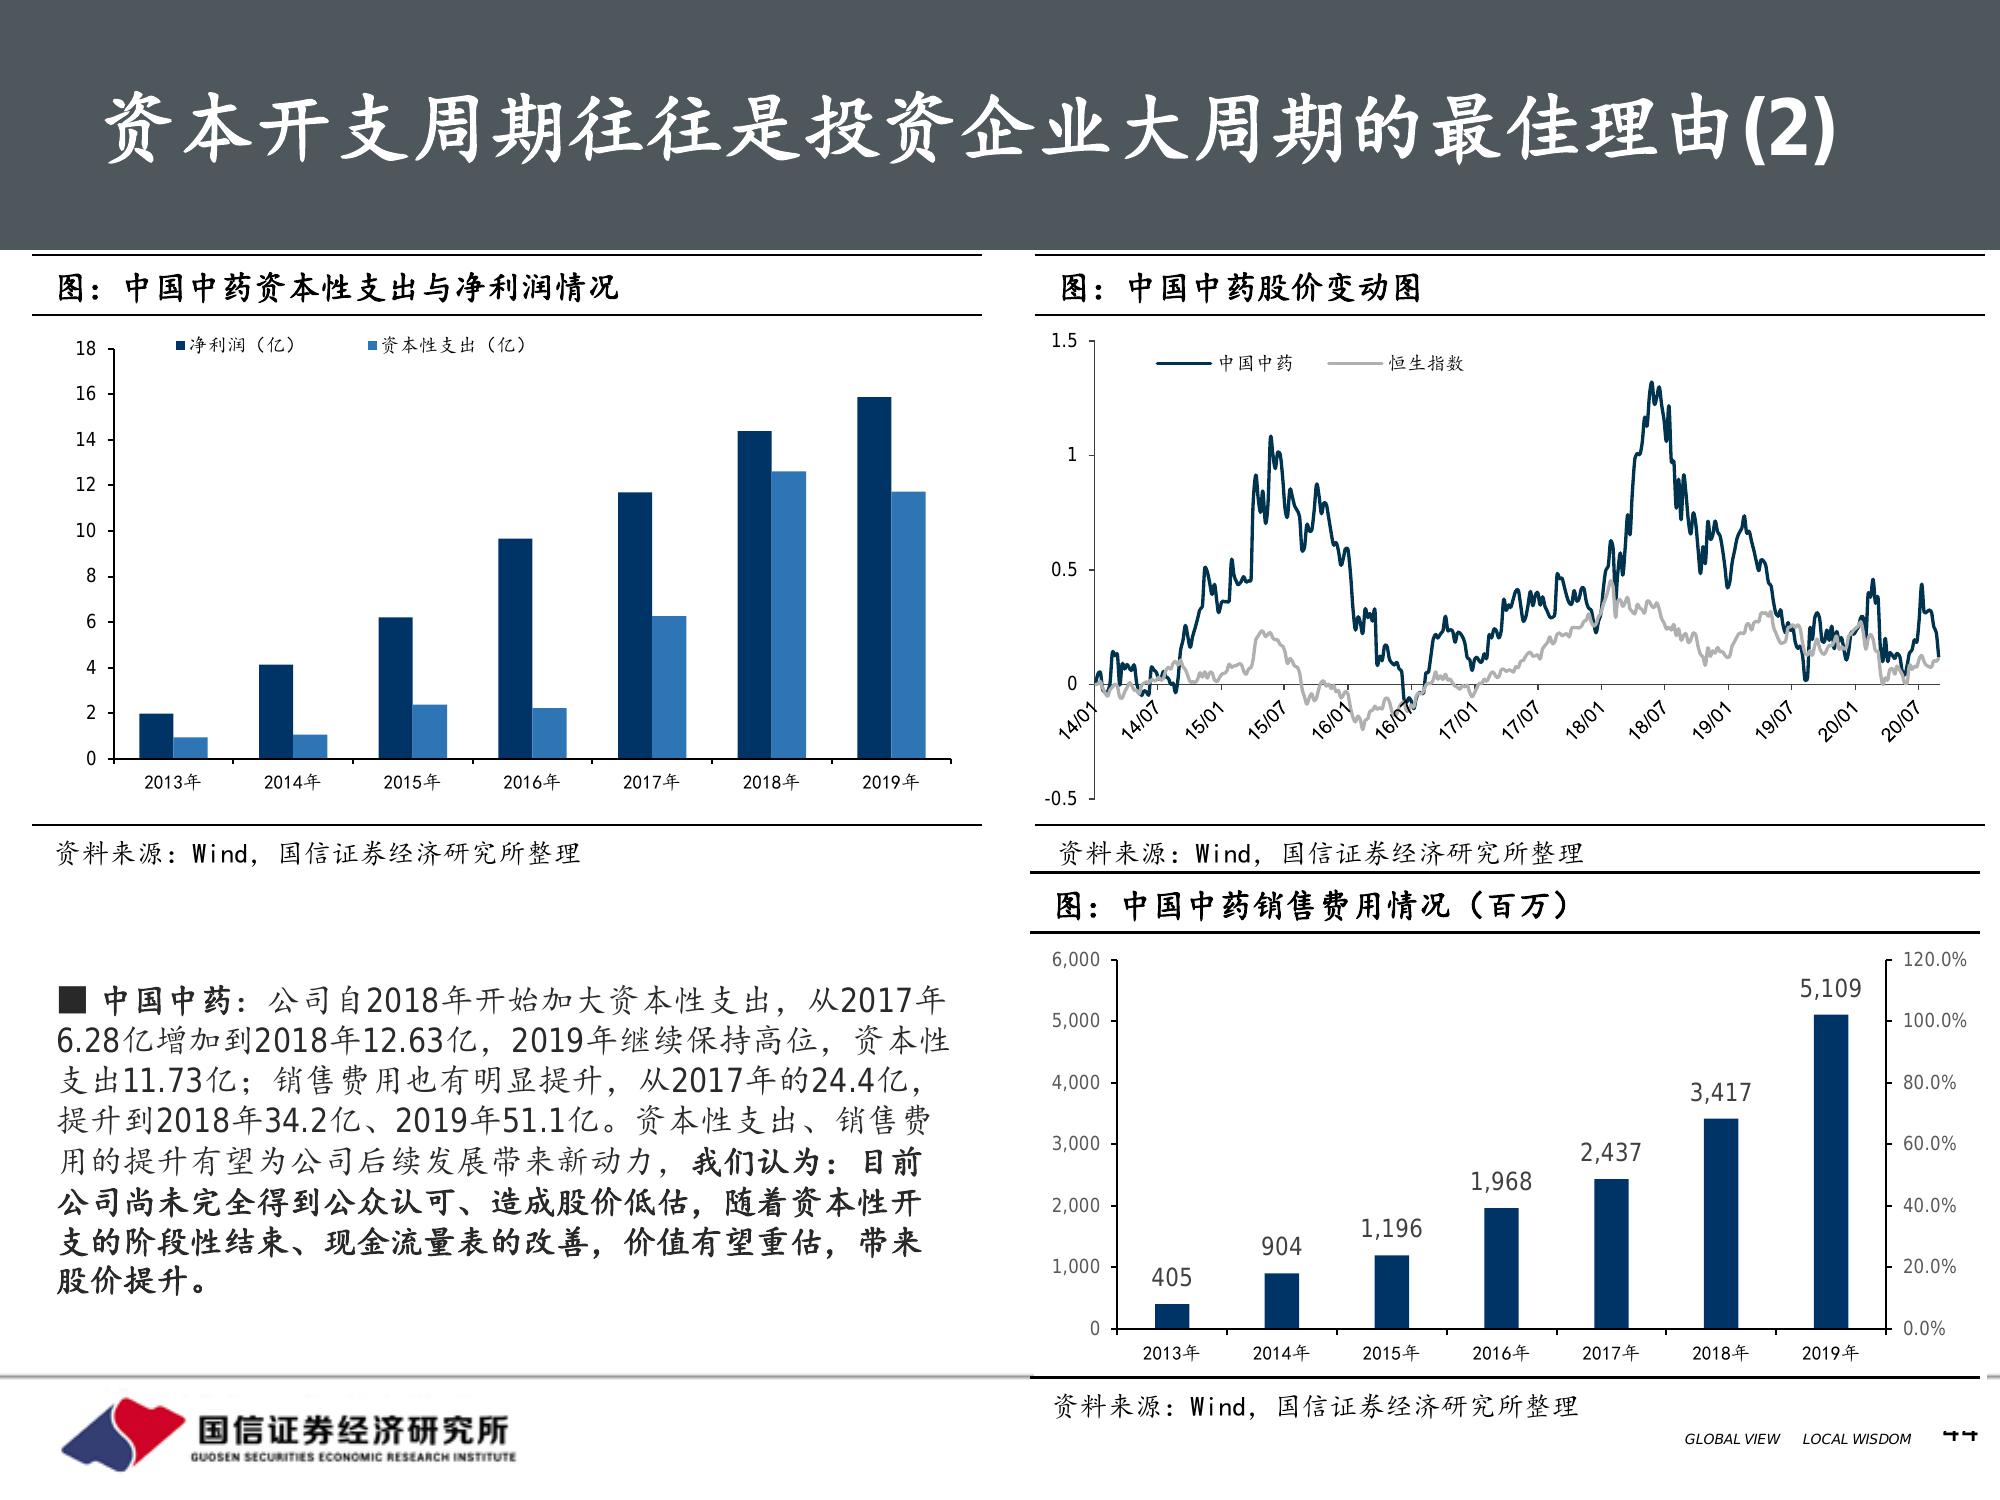 资本开支周期往往是投资企业大周期的最佳理由(2)
图：中国中药资本性支出与净利润情况
净利润（亿） 资本性支出（亿）
18
16
14
12
10
8
6
4
2
0
2013年 2014年 2015年 2016年 2017年 2018年 2019年
资料来源：Wind，国信证券经济研究所整理
■ 中国中药：公司自2018年开始加大资本性支出，从2017年
6.28亿增加到2018年12.63亿，2019年继续保持高位，资本性
支出11.73亿；销售费用也有明显提升，从2017年的24.4亿，
提升到2018年34.2亿、2019年51.1亿。资本性支出、销售费
用的提升有望为公司后续发展带来新动力，我们认为：目前
公司尚未完全得到公众认可、造成股价低估，随着资本性开
支的阶段性结束、现金流量表的改善，价值有望重估，带来
股价提升。
图：中国中药股价变动图
中国中药 恒生指数
1.5
1
0.5
0
-0.5
14/01 14/07 15/01 15/07 16/01 16/07 17/01 17/07 18/01 18/07 19/01 19/07 20/01 20/07
资料来源：Wind，国信证券经济研究所整理
图：中国中药销售费用情况（百万）
6,000
5,000
4,000
3,000
2,000
1,000
0
405 904 1,196 1,968 2,437 3,417 5,109
120.0%
100.0%
80.0%
60.0%
40.0%
20.0%
0.0%
2013年 2014年 2015年 2016年 2017年 2018年 2019年
资料来源：Wind，国信证券经济研究所整理
国信证券经济研究所
GUOSEN SECURITIES ECONOMIC RESEARCH INSTITUTE
GLOBAL VIEW LOCAL WISDOM